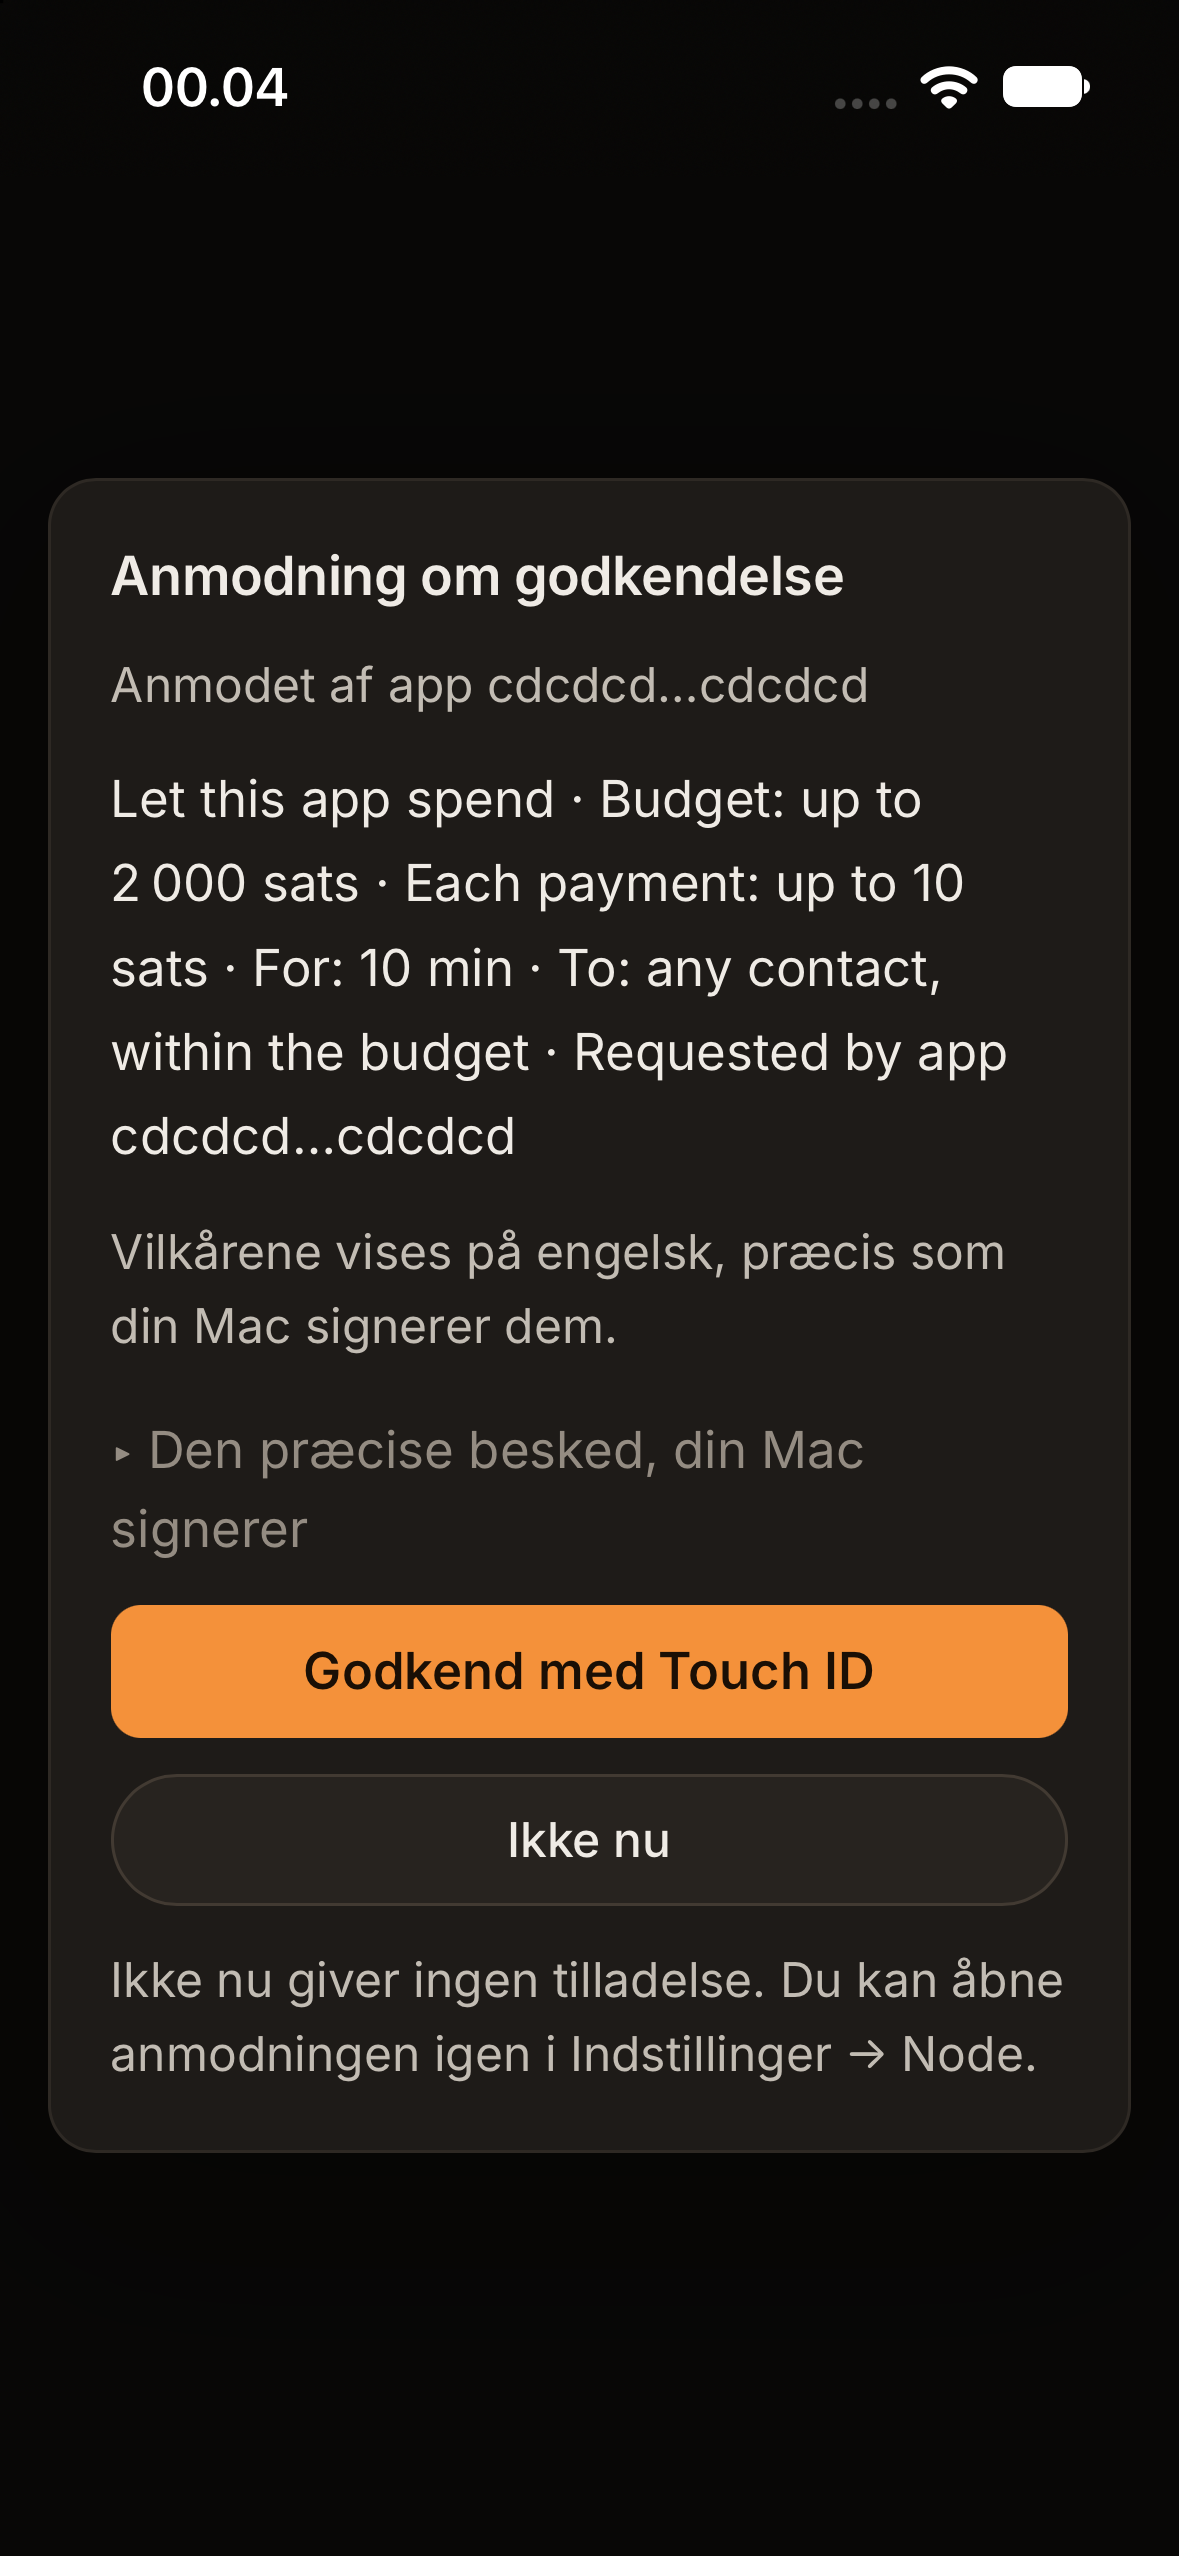 00.04
Anmodning om godkendelse
Anmodet af app cdcdcd...cdcdcd
Let this app spend · Budget: up to
2 000 sats · Each payment: up to 10
sats · For: 10 min · To: any contact,
within the budget · Requested by app
cdcdcd...cdcdcd
Vilkårene vises på engelsk, præcis som
din Mac signerer dem.
▸ Den præcise besked, din Mac
signerer
Godkend med Touch ID
Ikke nu
Ikke nu giver ingen tilladelse. Du kan åbne
anmodningen igen i Indstillinger → Node.